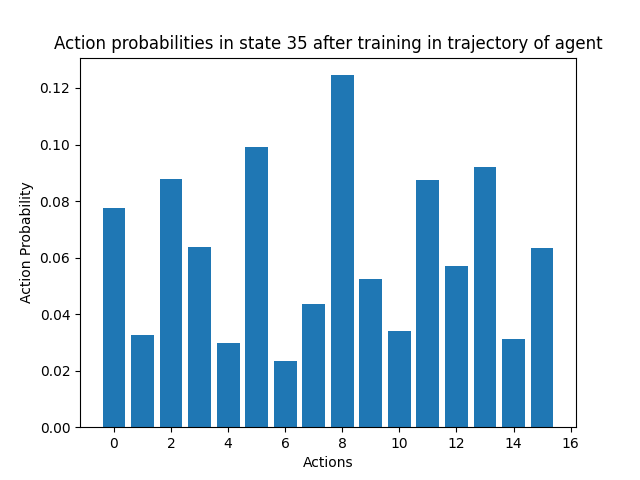 Action probabilities in state 35 after training in trajectory of agent
0.12
0.10
0.08
0.06
0.04
0.02
0.00
Action Probability
0 2 4 6 8 10 12 14 16
Actions